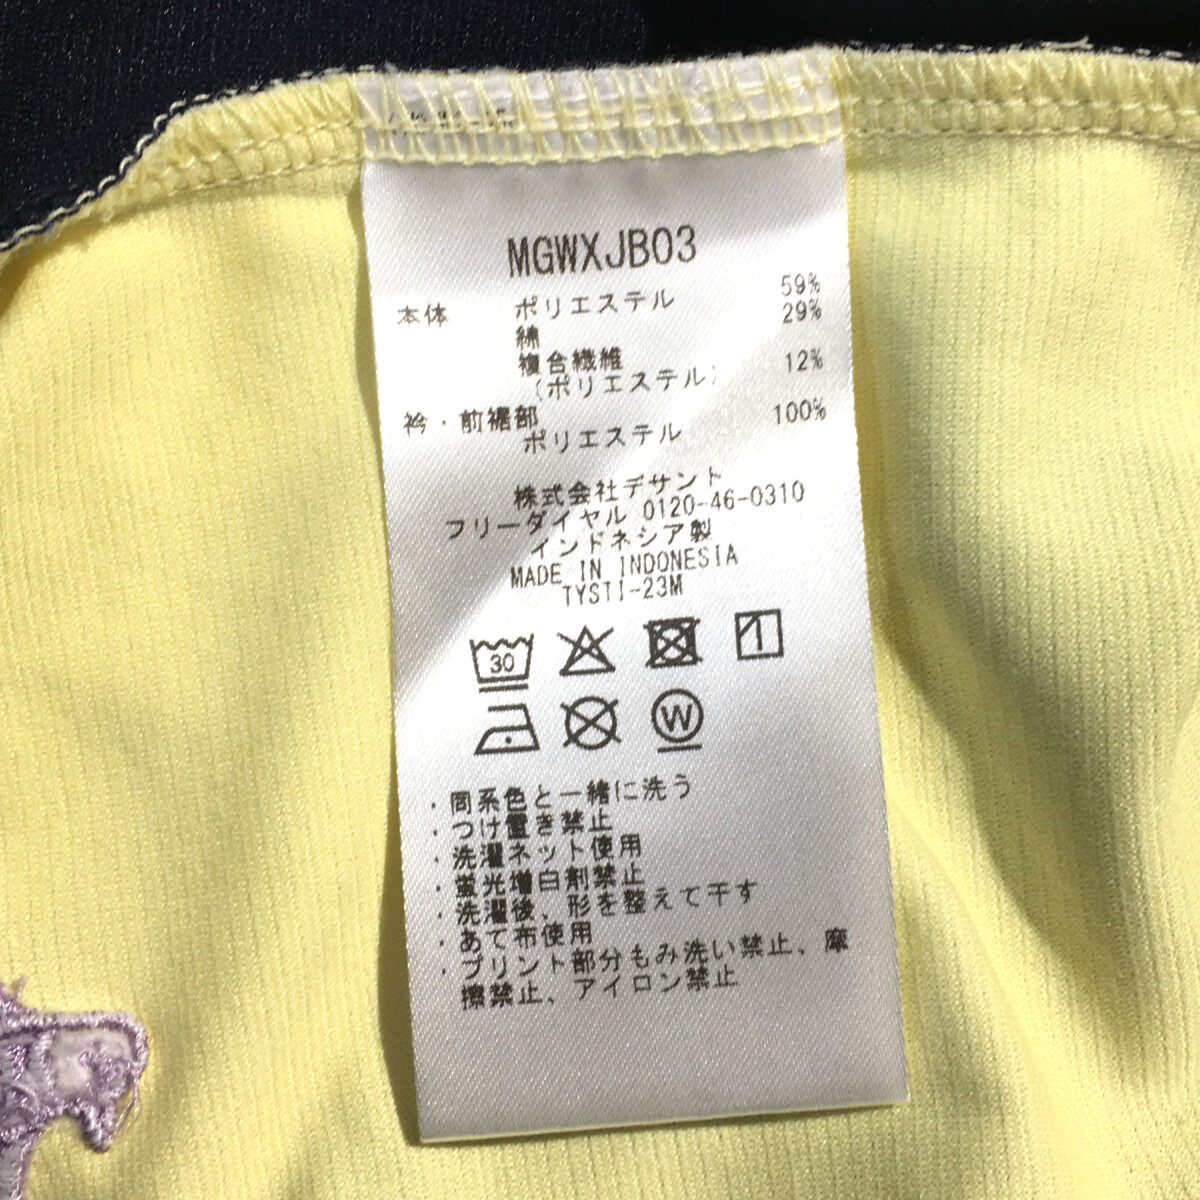 MGWXJB03
本体 ポリエステル 59%
綿 29%
複合繊維
(ポリエステル) 12%
衿・前裾部
ポリエステル 100%
株式会社デサント
フリーダイヤル 0120-46-0310
インドネシア製
MADE IN INDONESIA
TYSTI-23M
30
1
W
・同系色と一緒に洗う
・つけ置き禁止
・洗濯ネット使用
・蛍光増白剤禁止
・洗濯後、形を整えて干す
・あて布使用
・プリント部分もみ洗い禁止、摩
擦禁止、アイロン禁止